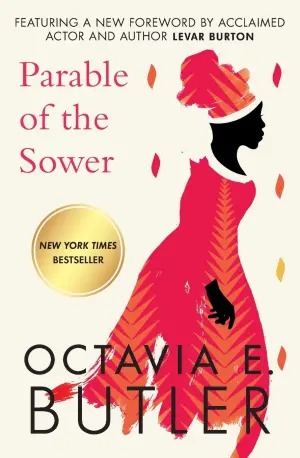 FEATURING A NEW FOREWORD BY ACCLAIMED
ACTOR AND AUTHOR LEVAR BURTON
Parable
of the
Sower
NEW YORK TIMES
BESTSELLER
OCTAVIA E.
BUTLER